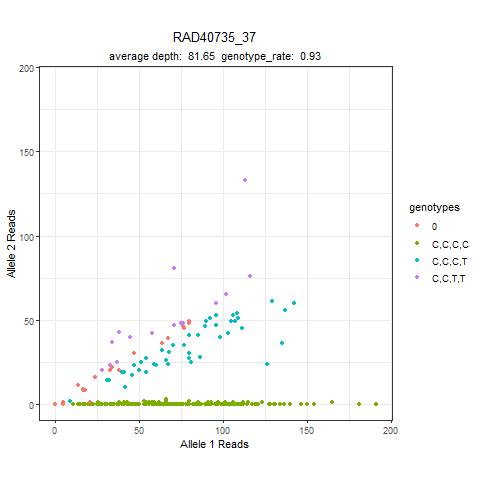 RAD40735_37
average depth:  81.65  genotype_rate:  0.93
200
150
100
50
0
Allele 2 Reads
0 50 100 150 200
Allele 1 Reads
genotypes
0
C,C,C,C
C,C,C,T
C,C,T,T